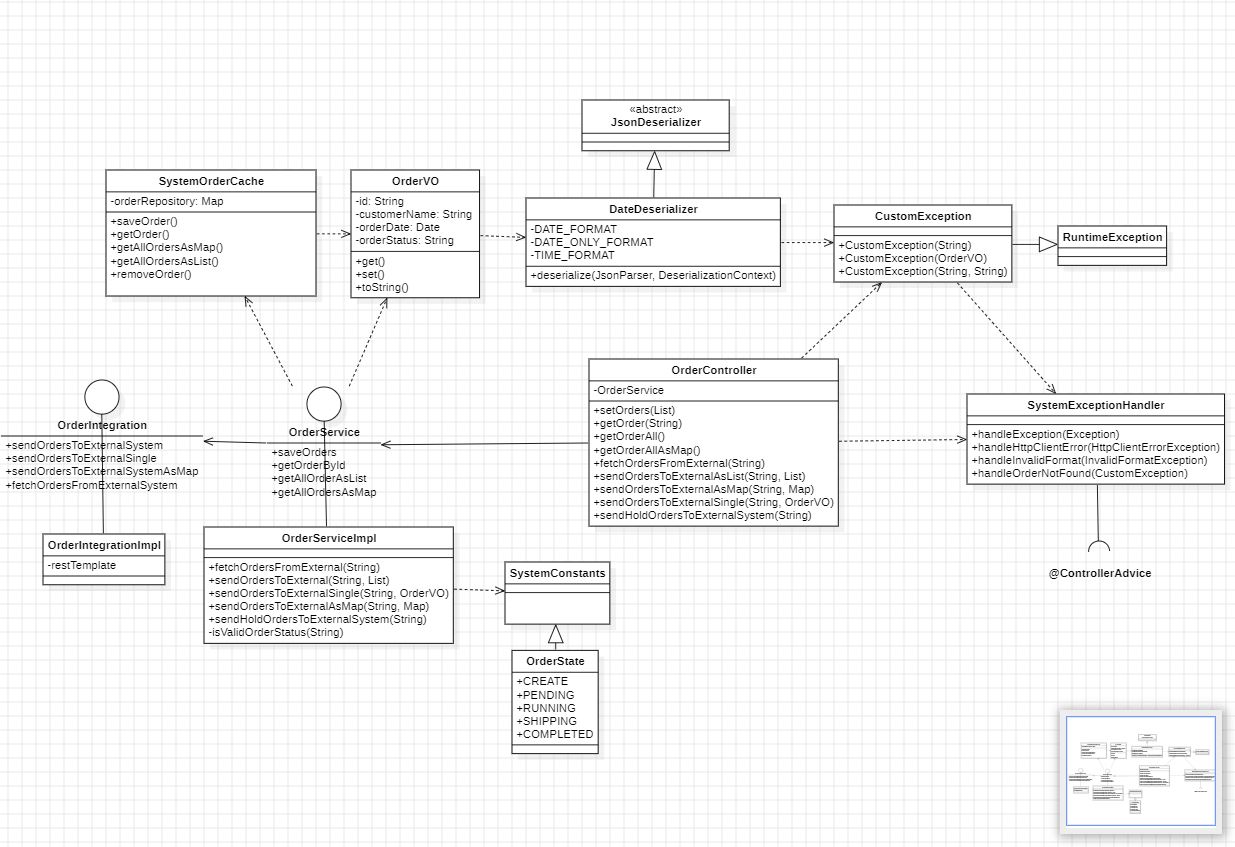 «abstract»
JsonDeserializer
SystemOrderCache
-orderRepository: Map
+saveOrder()
+getOrder()
+getAllOrdersAsMap()
+getAllOrdersAsList()
+removeOrder()
OrderVO
-id: String
-customerName: String
-orderDate: Date
-orderStatus: String
+get()
+set()
+toString()
DateDeserializer
-DATE_FORMAT
-DATE_ONLY_FORMAT
-TIME_FORMAT
+deserialize(JsonParser, DeserializationContext)
CustomException
+CustomException(String)
+CustomException(OrderVO)
+CustomException(String, String)
RuntimeException
OrderIntegration
+sendOrdersToExternalSystem
+sendOrdersToExternalSingle
+sendOrdersToExternalSystemAsMap
+fetchOrdersFromExternalSystem
OrderService
+saveOrders
+getOrderById
+getAllOrderAsList
+getAllOrdersAsMap
OrderController
-OrderService
+setOrders(List)
+getOrder(String)
+getOrderAll()
+getOrderAllAsMap()
+fetchOrdersFromExternal(String)
+sendOrdersToExternalAsList(String, List)
+sendOrdersToExternalAsMap(String, Map)
+sendOrdersToExternalSingle(String, OrderVO)
+sendHoldOrdersToExternalSystem(String)
SystemExceptionHandler
+handleException(Exception)
+handleHttpClientError(HttpClientErrorException)
+handleInvalidFormat(InvalidFormatException)
+handleOrderNotFound(CustomException)
OrderIntegrationImpl
-restTemplate
OrderServiceImpl
+fetchOrdersFromExternal(String)
+sendOrdersToExternal(String, List)
+sendOrdersToExternalSingle(String, OrderVO)
+sendOrdersToExternalAsMap(String, Map)
+sendHoldOrdersToExternalSystem(String)
-isValidOrderStatus(String)
SystemConstants
@ControllerAdvice
OrderState
+CREATE
+PENDING
+RUNNING
+SHIPPING
+COMPLETED